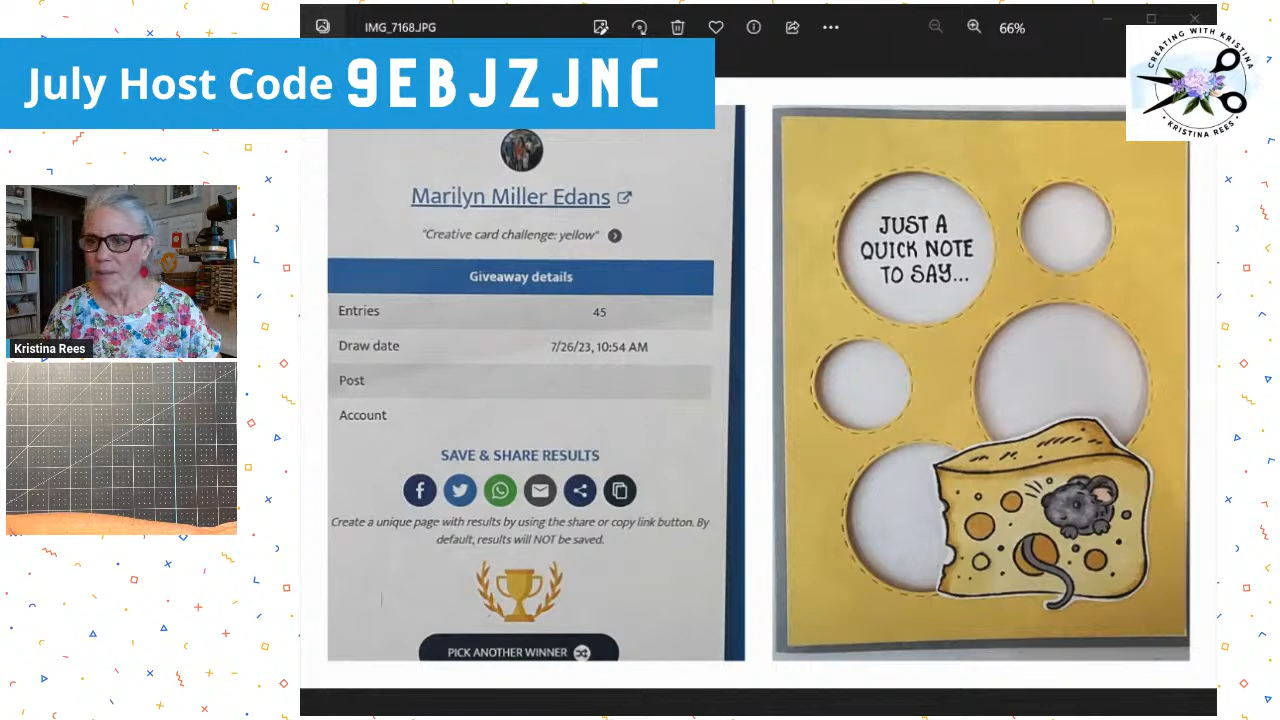 IMG_7168.JPG
66%
July Host Code 9EBJZJNC
CREATING WITH KRISTINA
• KRISTINA REES •
Marilyn Miller Edans
"Creative card challenge: yellow"
Giveaway details
Entries 45
Draw date 7/26/23, 10:54 AM
Post
Account
SAVE & SHARE RESULTS
Create a unique page with results by using the share or copy link button. By
default, results will NOT be saved.
PICK ANOTHER WINNER
JUST A
QUICK NOTE
TO SAY...
Kristina Rees